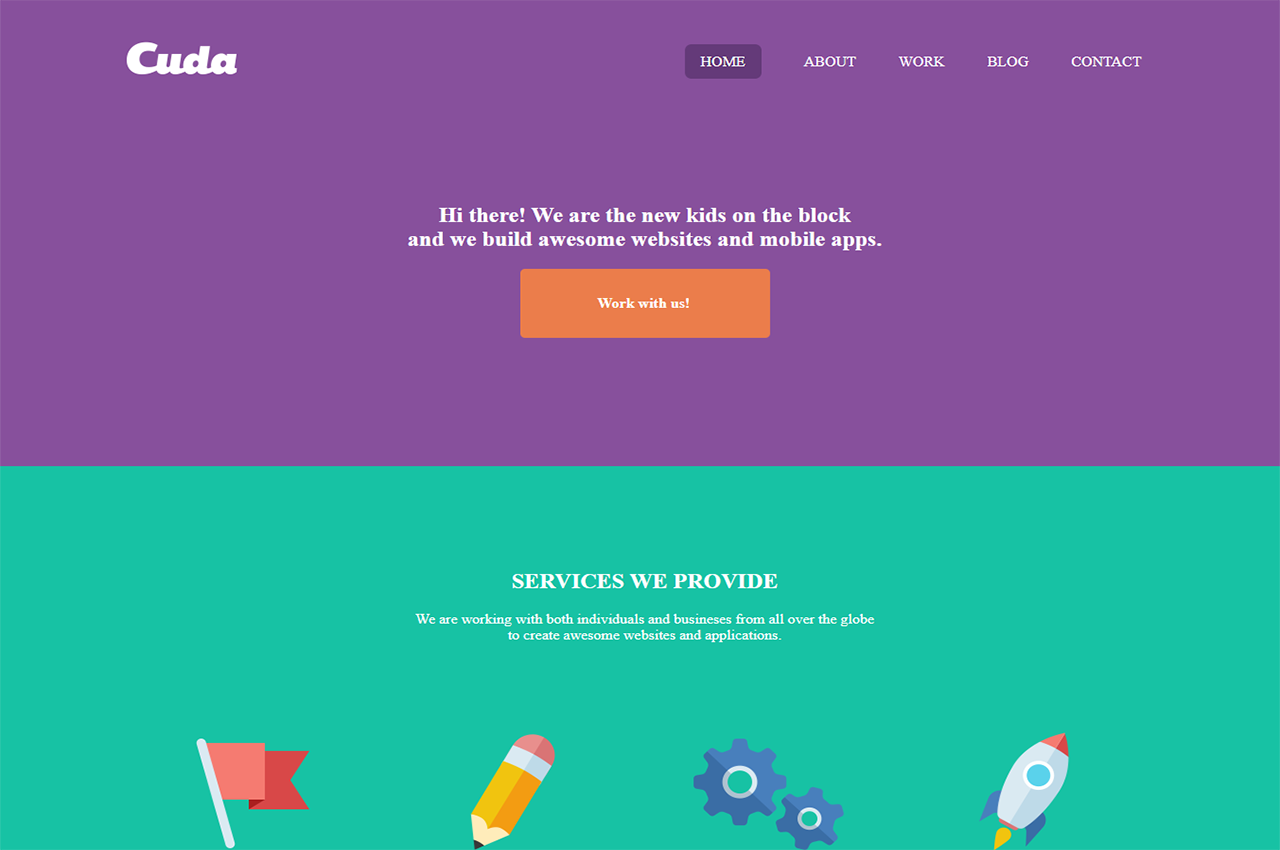 Cuda
HOME ABOUT WORK BLOG CONTACT
Hi there! We are the new kids on the block
and we build awesome websites and mobile apps.
Work with us!
SERVICES WE PROVIDE
We are working with both individuals and busineses from all over the globe
to create awesome websites and applications.